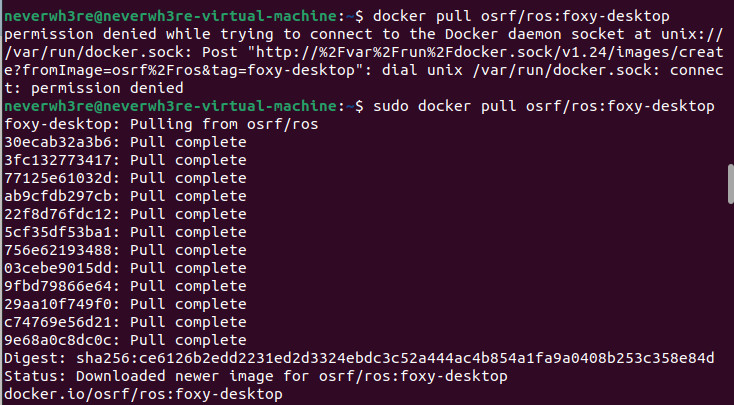 neverwh3re@neverwh3re-virtual-machine:~$ docker pull osrf/ros:foxy-desktop
permission denied while trying to connect to the Docker daemon socket at unix://
/var/run/docker.sock: Post "http://%2Fvar%2Frun%2Fdocker.sock/v1.24/images/creat
e?fromImage=osrf%2Fros&tag=foxy-desktop": dial unix /var/run/docker.sock: connec
t: permission denied
neverwh3re@neverwh3re-virtual-machine:~$ sudo docker pull osrf/ros:foxy-desktop
foxy-desktop: Pulling from osrf/ros
30ecab32a3b6: Pull complete
3fc132773417: Pull complete
77125e61032d: Pull complete
ab9cfdb297cb: Pull complete
22f8d76fdc12: Pull complete
5cf35df53ba1: Pull complete
756e62193488: Pull complete
03cebe9015dd: Pull complete
9fbd79866e64: Pull complete
29aa10f749f0: Pull complete
c74769e56d21: Pull complete
9e68a0c8dc0c: Pull complete
Digest: sha256:ce6126b2edd2231ed2d3324ebdc3c52a444ac4b854a1fa9a0408b253c358e84d
Status: Downloaded newer image for osrf/ros:foxy-desktop
docker.io/osrf/ros:foxy-desktop